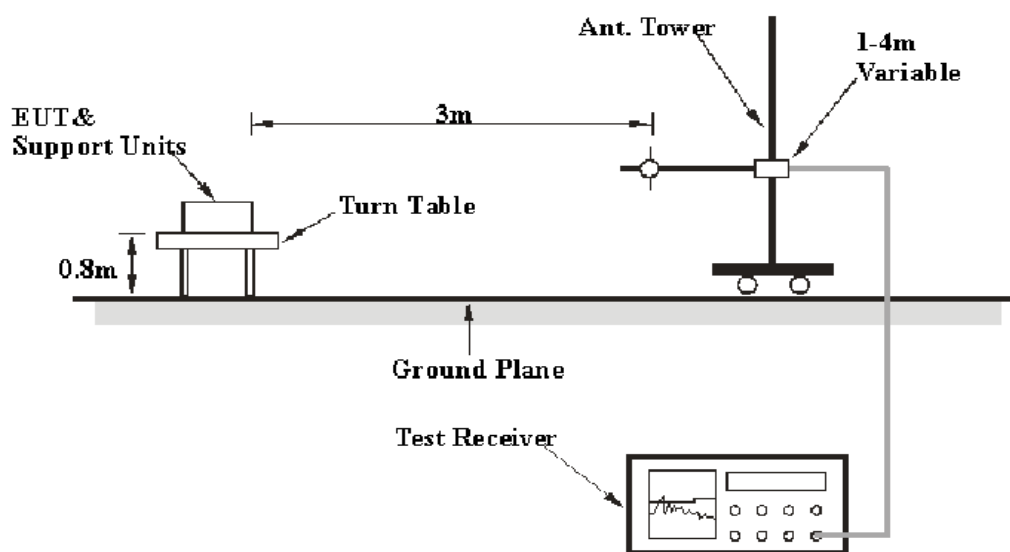 Ant. Tower
1-4m
Variable
EUT&
Support Units
3m
Turn Table
0.8m
Ground Plane
Test Receiver